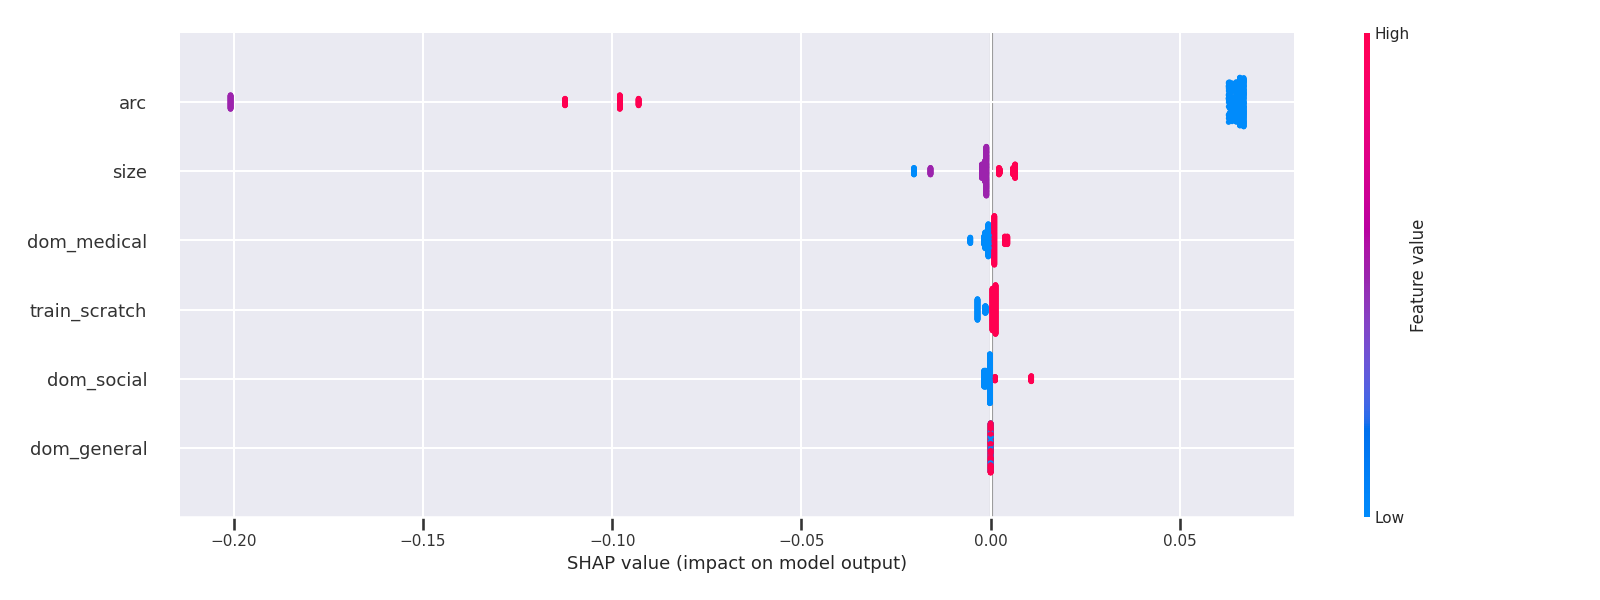 High
arc
size
dom_medical
train_scratch
dom_social
dom_general
Feature value
Low
−0.20 −0.15 −0.10 −0.05 0.00 0.05
SHAP value (impact on model output)